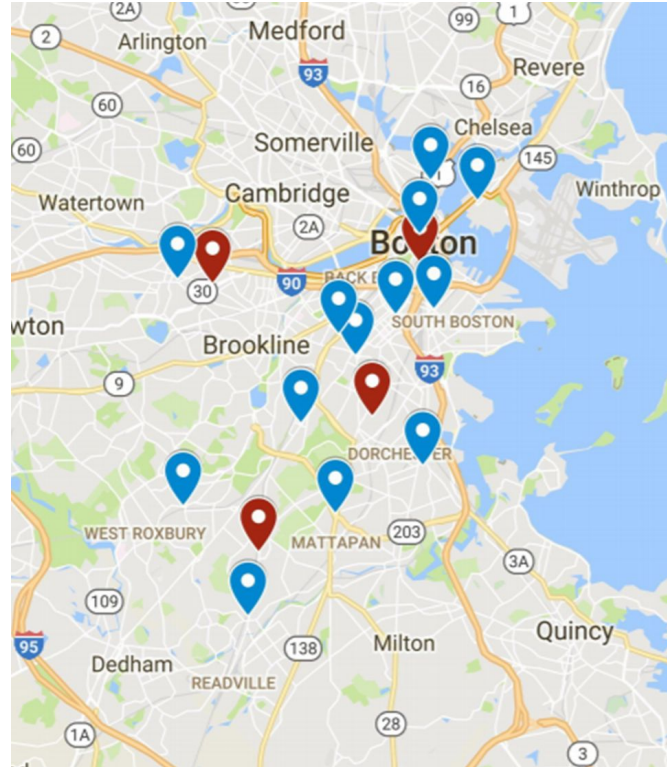 2A
1
99
2
Arlington
Medford
93
Revere
16
60
Chelsea
60
Somerville
145
1
Winthrop
Watertown
Cambridge
2A
Boston
30
90
BACK B
wton
SOUTH BOSTON
Brookline
93
9
DORCHESTER
WEST ROXBURY
MATTAPAN
203
3A
109
95
138
Milton
Quincy
Dedham
READVILLE
28
1A
3